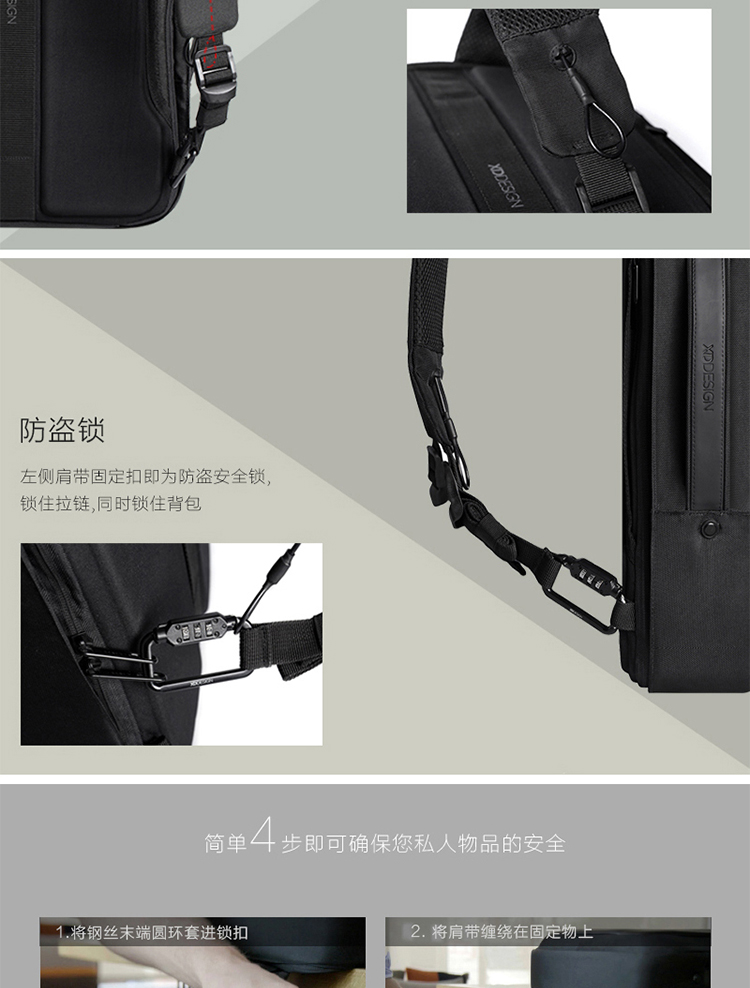 XDDESIGN
XDDESIGN
防盗锁
左侧肩带固定扣即为防盗安全锁,
锁住拉链,同时锁住背包
XDDESIGN
简单4步即可确保您私人物品的安全
1.将钢丝末端圆环套进锁扣
2. 将肩带缠绕在固定物上